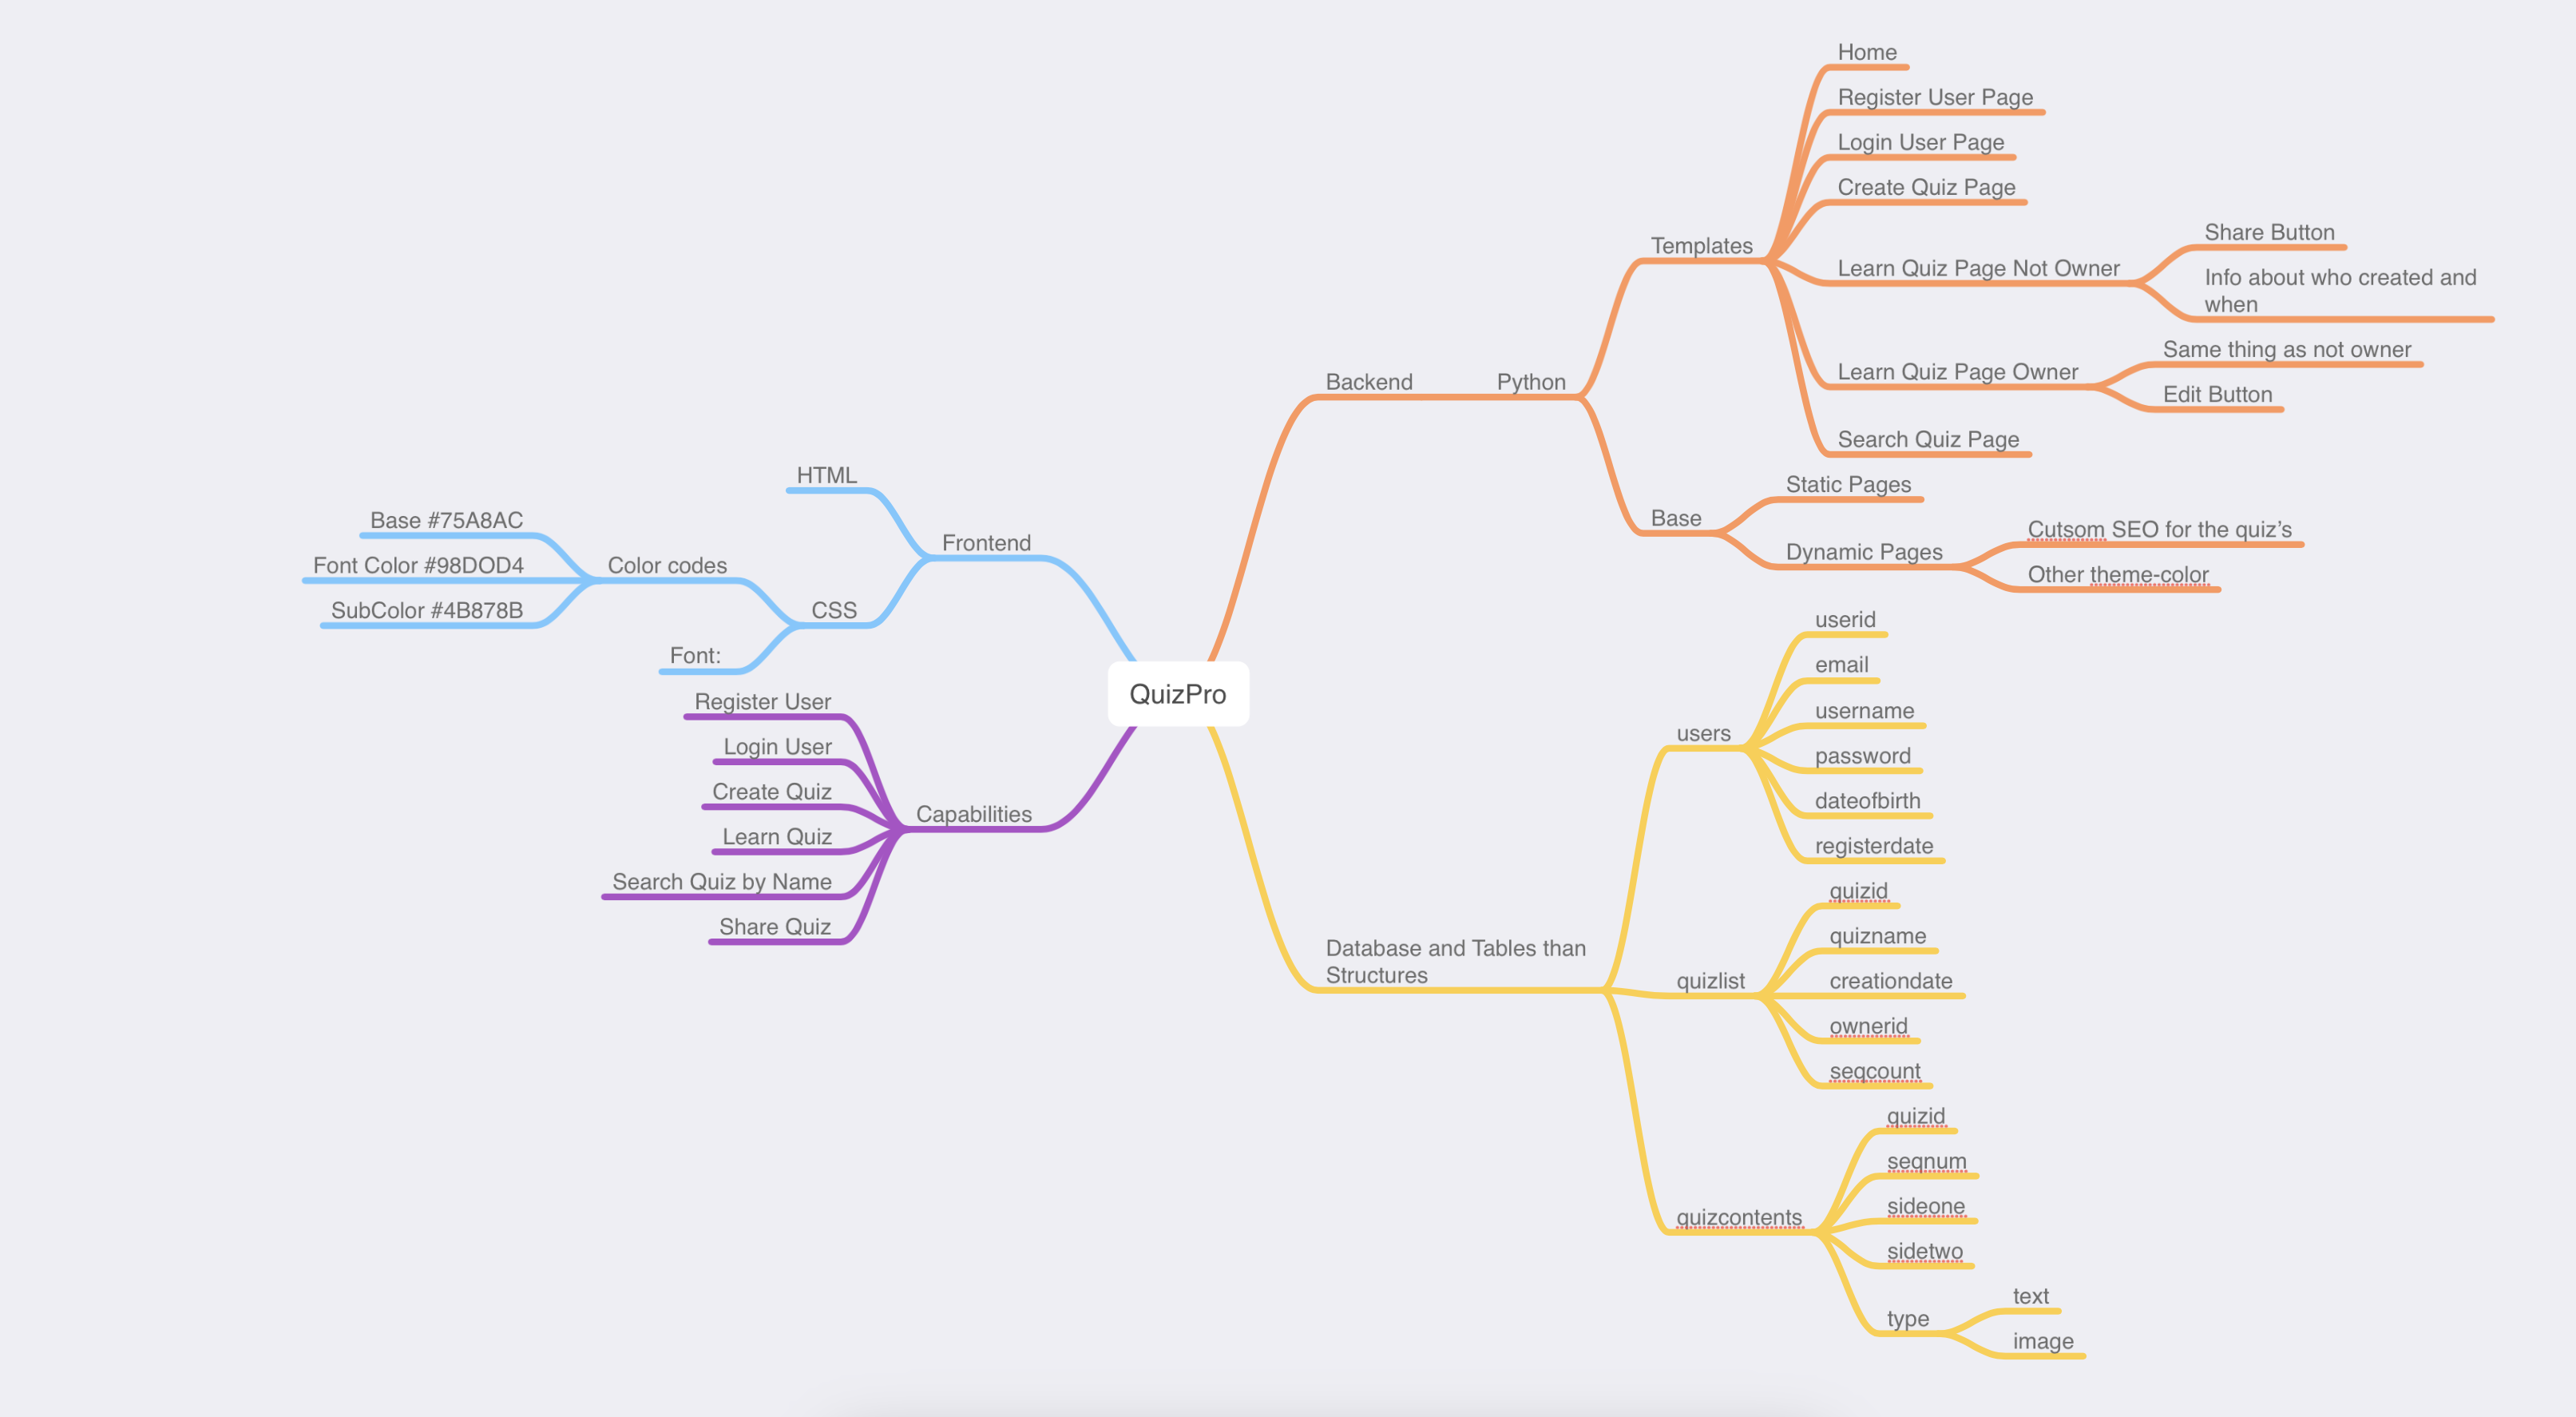 QuizPro
Backend
Python
Templates
Home
Register User Page
Login User Page
Create Quiz Page
Learn Quiz Page Not Owner
Share Button
Info about who created and
when
Learn Quiz Page Owner
Same thing as not owner
Edit Button
Search Quiz Page
Base
Static Pages
Dynamic Pages
Cutsom SEO for the quiz’s
Other theme-color
Database and Tables than
Structures
users
userid
email
username
password
dateofbirth
registerdate
quizlist
quizid
quizname
creationdate
ownerid
seqcount
quizcontents
quizid
seqnum
sideone
sidetwo
type
text
image
Frontend
HTML
CSS
Color codes
Base #75A8AC
Font Color #98DOD4
SubColor #4B878B
Font:
Capabilities
Register User
Login User
Create Quiz
Learn Quiz
Search Quiz by Name
Share Quiz